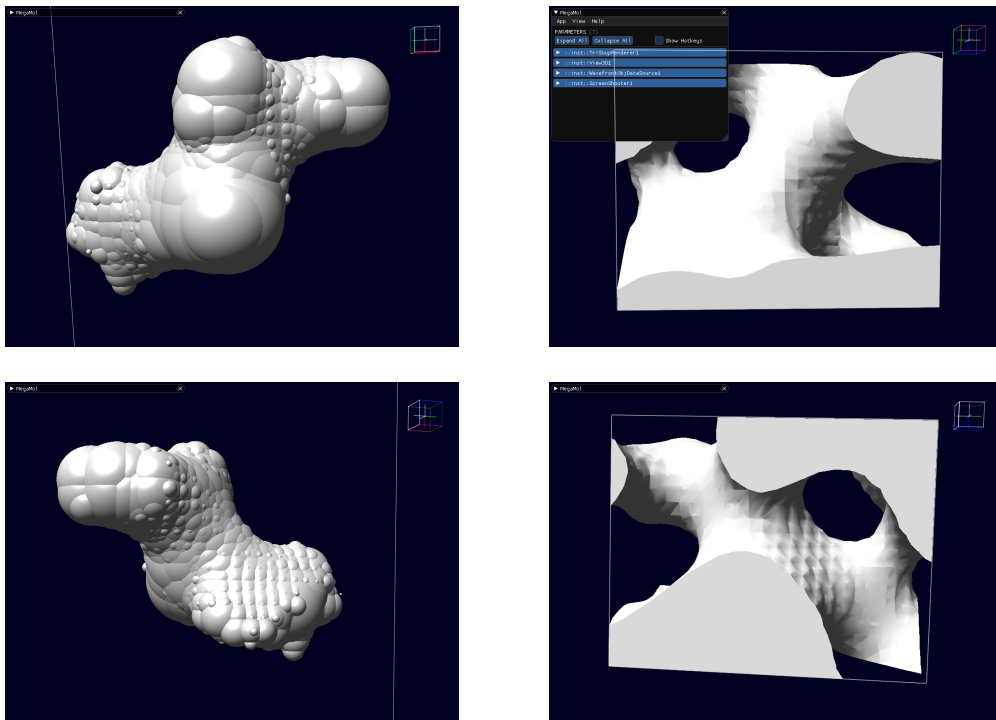 MegaMol
MegaMol
App View Help
PARAMETERS (?)
Expand All Collapse All Show Hotkeys
::inst::TriSoupRenderer1
::inst::View3D1
::inst::WavefrontObjDataSource1
::inst::ScreenShooter1
MegaMol
MegaMol